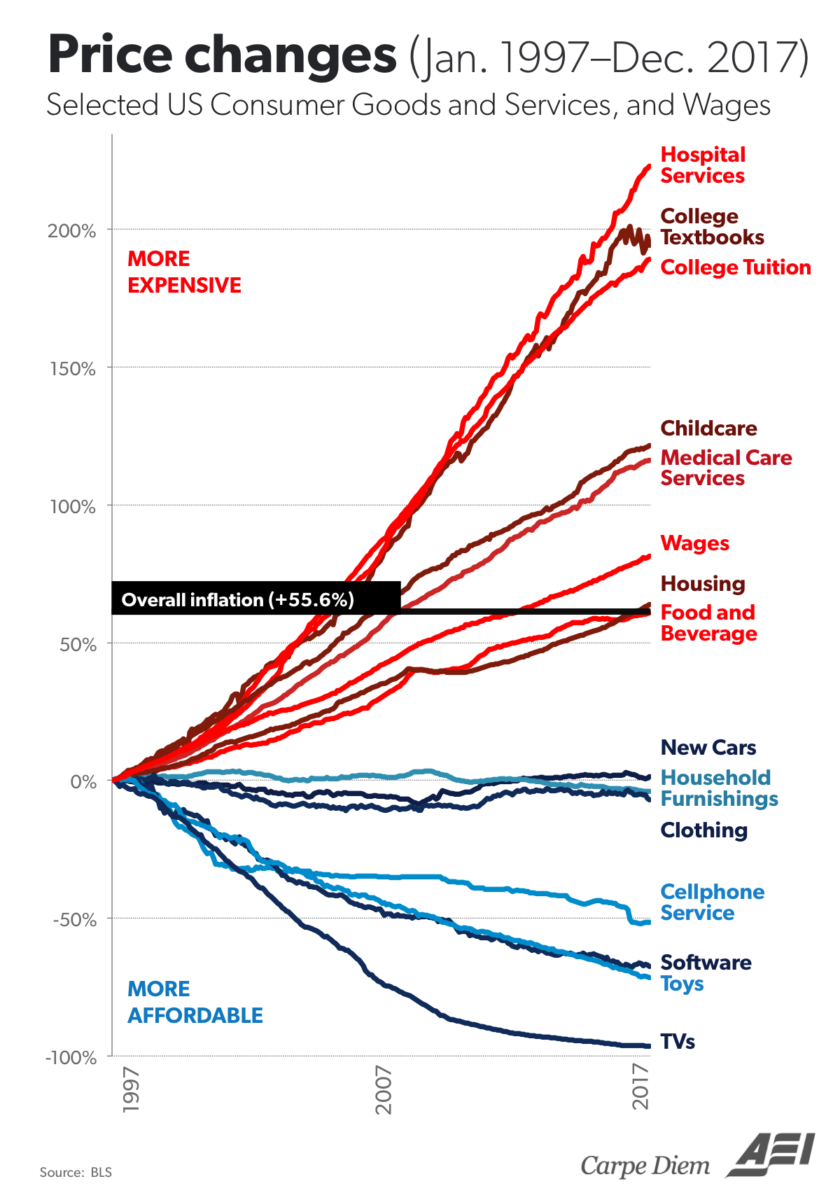 Price changes (Jan. 1997–Dec. 2017)
Selected US Consumer Goods and Services, and Wages
Hospital
Services
200%
College
Textbooks
MORE
EXPENSIVE
College Tuition
150%
Childcare
Medical Care
Services
100%
Wages
Housing
Overall inflation (+55.6%)
Food and
Beverage
50%
New Cars
0%
Household
Furnishings
Clothing
Cellphone
Service
-50%
Software
Toys
MORE
AFFORDABLE
TVs
-100%
1997
2007
2017
Source: BLS
Carpe Diem AEI